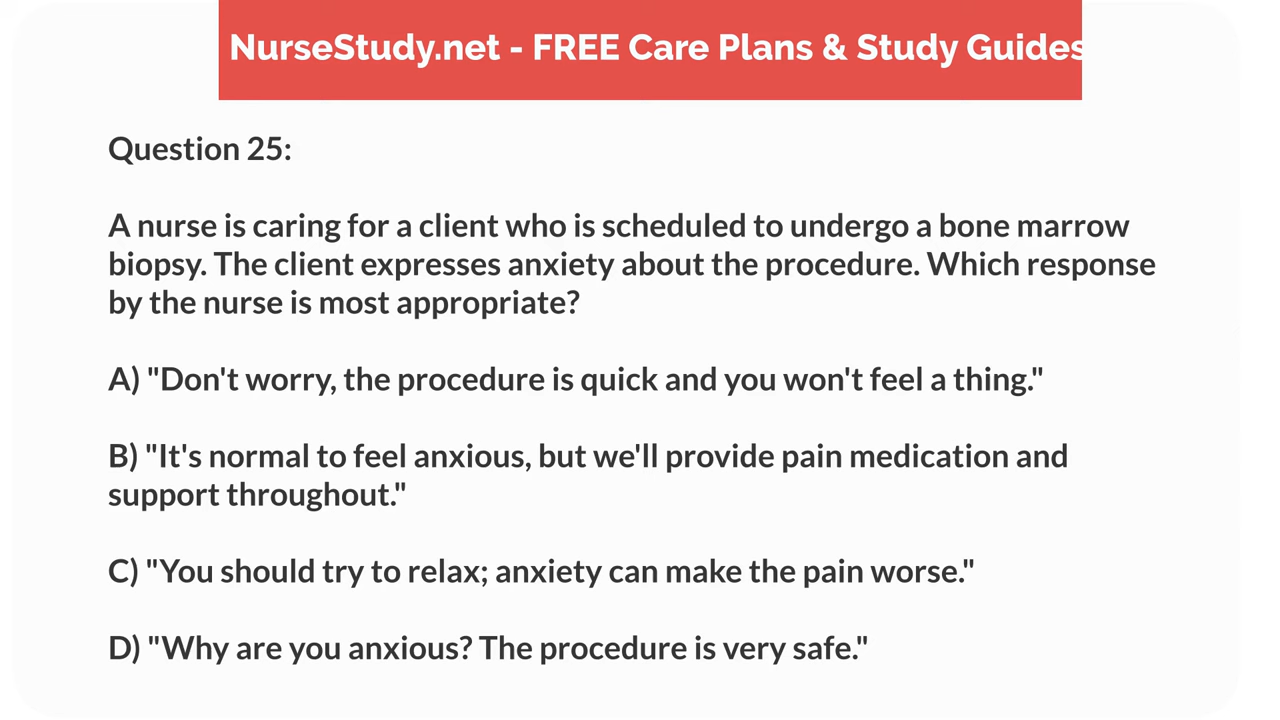 NurseStudy.net - FREE Care Plans & Study Guides
Question 25:
A nurse is caring for a client who is scheduled to undergo a bone marrow
biopsy. The client expresses anxiety about the procedure. Which response
by the nurse is most appropriate?
A) "Don't worry, the procedure is quick and you won't feel a thing."
B) "It's normal to feel anxious, but we'll provide pain medication and
support throughout."
C) "You should try to relax; anxiety can make the pain worse."
D) "Why are you anxious? The procedure is very safe."